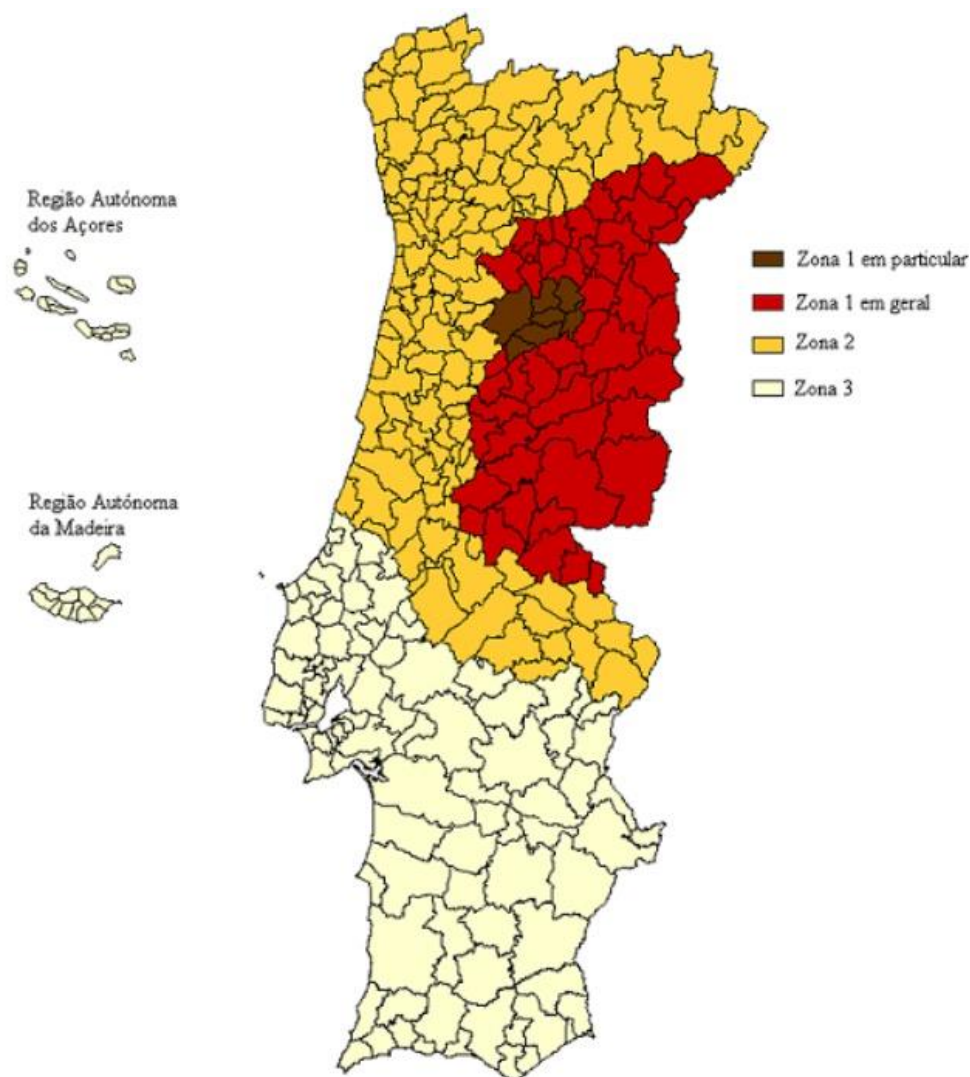 Região Autónoma
dos Açores
Zona 1 em particular
Zona 1 em geral
Zona 2
Zona 3
Região Autónoma
da Madeira